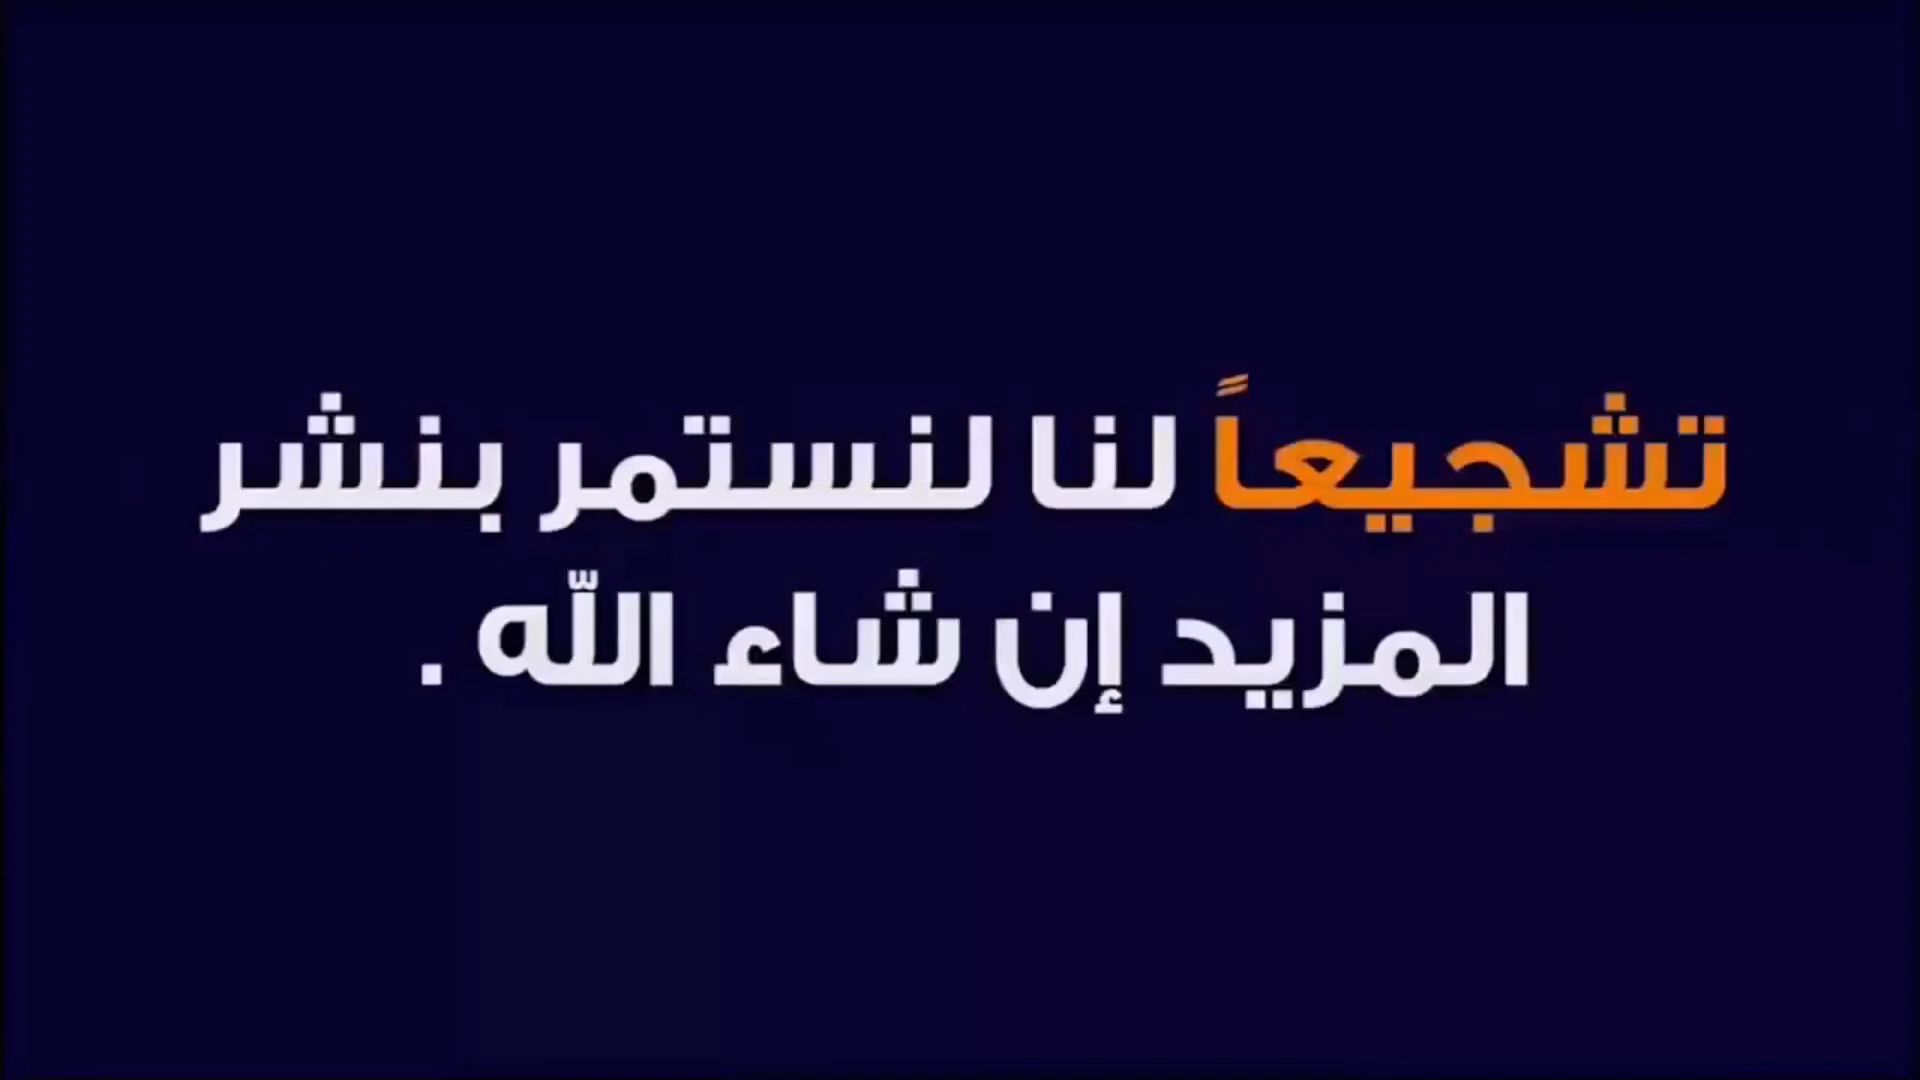 تشجيعاً لنا لنستمر بنشر
المزيد إن شاء اللّه .